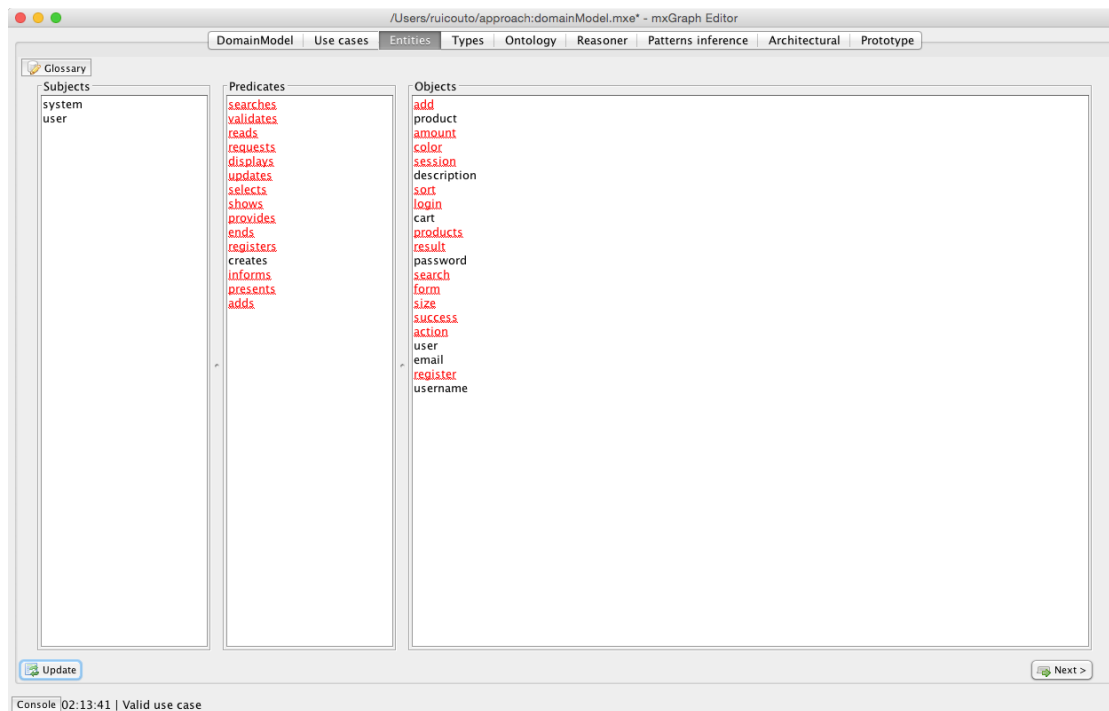 /Users/ruicouto/approach:domainModel.mxe* - mxGraph Editor
DomainModel Use cases Entities Types Ontology Reasoner Patterns inference Architectural Prototype
Glossary
Subjects
system
user
Predicates
searches
validates
reads
requests
displays
updates
selects
shows
provides
ends
registers
creates
informs
presents
adds
Objects
add
product
amount
color
session
description
sort
login
cart
products
result
password
search
form
size
success
action
user
email
register
username
Update
Next >
Console 02:13:41 | Valid use case